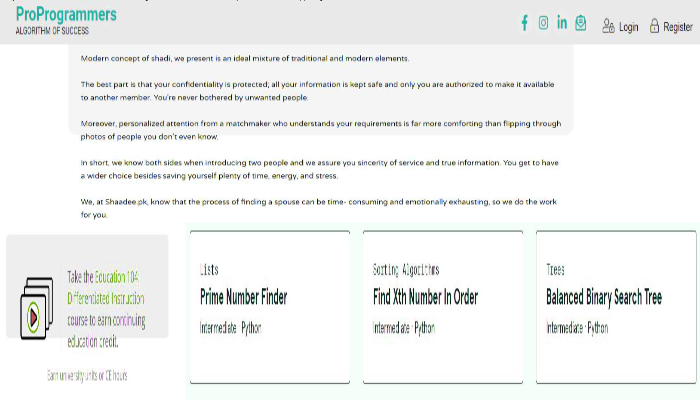 ProProgrammers
ALGORITHM OF SUCCESS
Login
Register
Modern concept of shadi, we present is an ideal mixture of traditional and modern elements.
The best part is that your confidentiality is protected; all your information is kept safe and only you are authorized to make it available
to another member. You're never bothered by unwanted people.
Moreover, personalized attention from a matchmaker who understands your requirements is far more comforting than flipping through
photos of people you don't even know.
In short, we know both sides when introducing two people and we assure you sincerity of service and true information. You get to have
a wider choice besides saving yourself plenty of time, energy, and stress.
We, at Shaadee.pk, know that the process of finding a spouse can be time- consuming and emotionally exhausting, so we do the work
for you.
Take the Education 104:
Differentiated Instruction
course to earn continuing
education credit.
Earn university units or CE hours
Lists
Prime Number Finder
Intermediate · Python
Sorting Algorithms
Find Xth Number In Order
Intermediate · Python
Trees
Balanced Binary Search Tree
Intermediate · Python